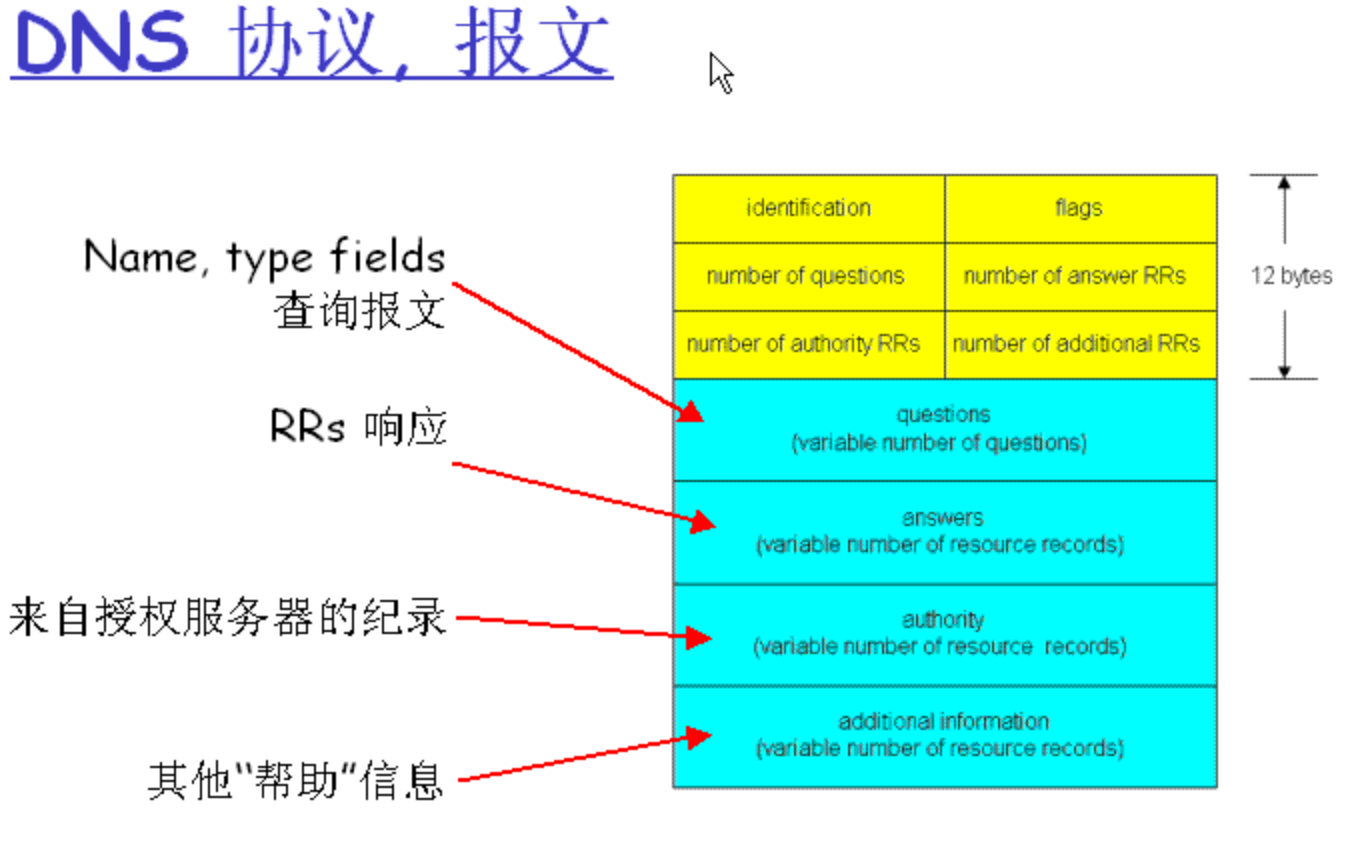 DNS 协议, 报文
Name, type fields
查询报文
RRs 响应
来自授权服务器的纪录
其他"帮助"信息
identification
flags
number of questions
number of answer RRs
number of authority RRs
number of additional RRs
12 bytes
questions
(variable number of questions)
answers
(variable number of resource records)
authority
(variable number of resource records)
additional information
(variable number of resource records)